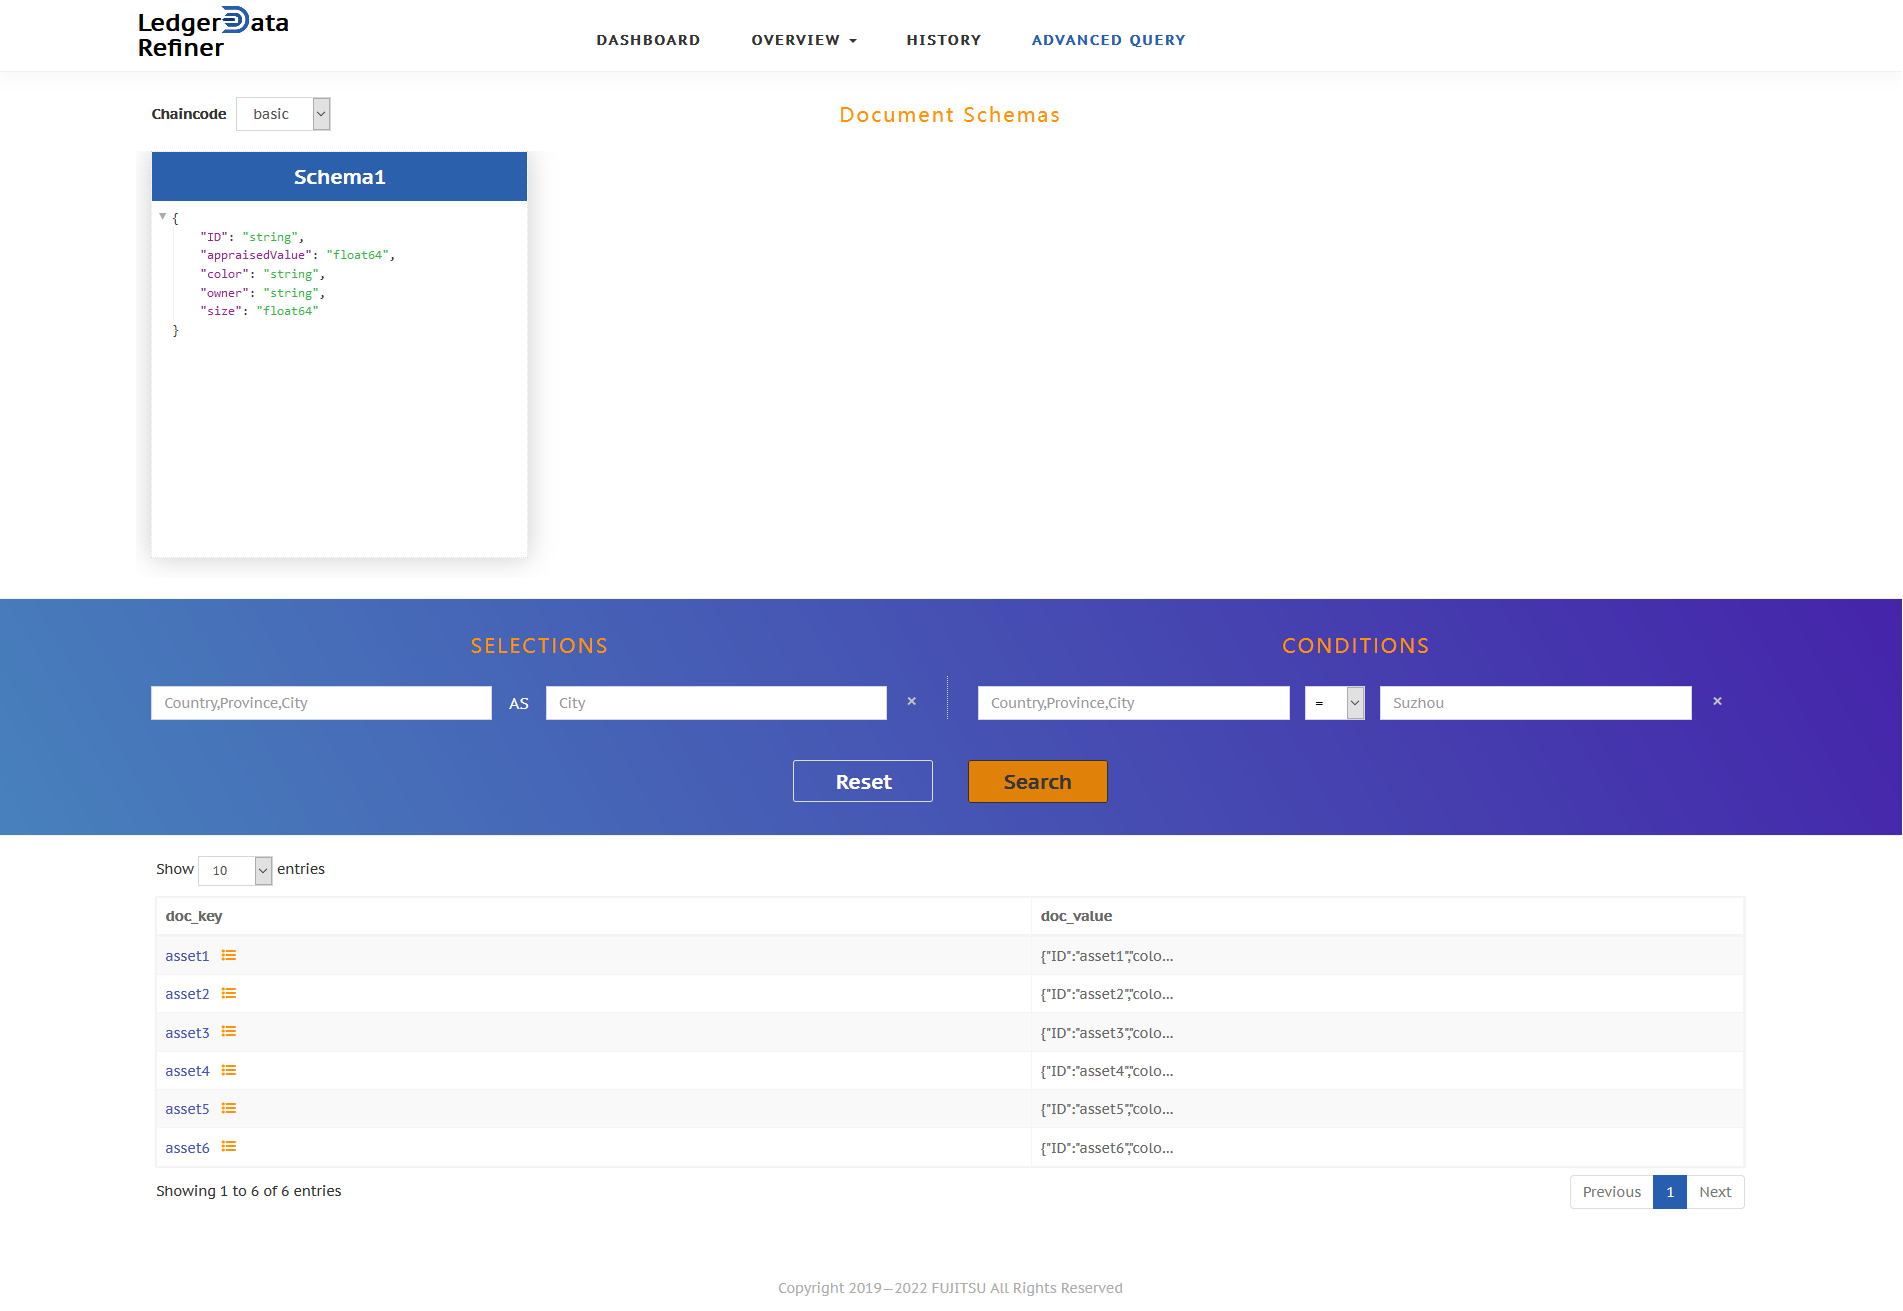 LedgerData
Refiner
DASHBOARD OVERVIEW HISTORY ADVANCED QUERY
Chaincode basic
Document Schemas
Schema1
{
"ID": "string",
"appraisedValue": "float64",
"color": "string",
"owner": "string",
"size": "float64"
}
SELECTIONS
CONDITIONS
Country,Province,City AS City × Country,Province,City = Suzhou ×
Reset Search
Show 10 entries
doc_key doc_value
asset1 {"ID":"asset1","colo...
asset2 {"ID":"asset2","colo...
asset3 {"ID":"asset3","colo...
asset4 {"ID":"asset4","colo...
asset5 {"ID":"asset5","colo...
asset6 {"ID":"asset6","colo...
Showing 1 to 6 of 6 entries
Previous 1 Next
Copyright 2019—2022 FUJITSU All Rights Reserved